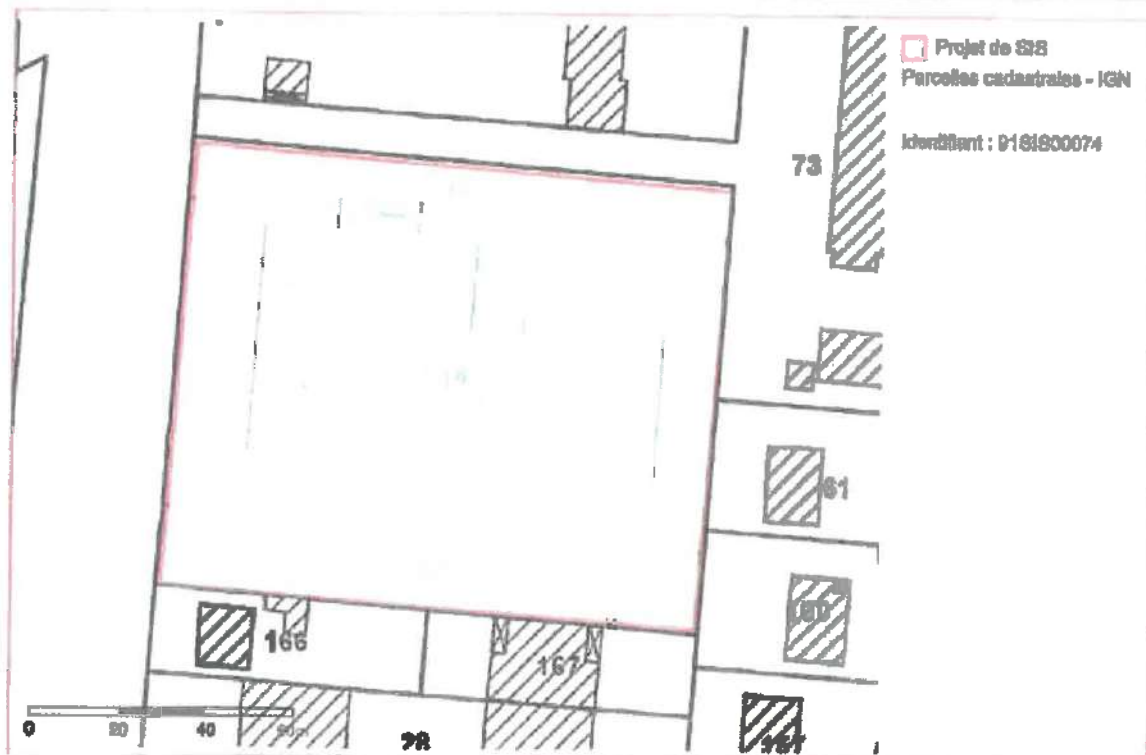 Projet de SIS
Parcelles cadastrales - IGN
Identifiant : 91SIS00074
73
61
166
167
0 20 40
28